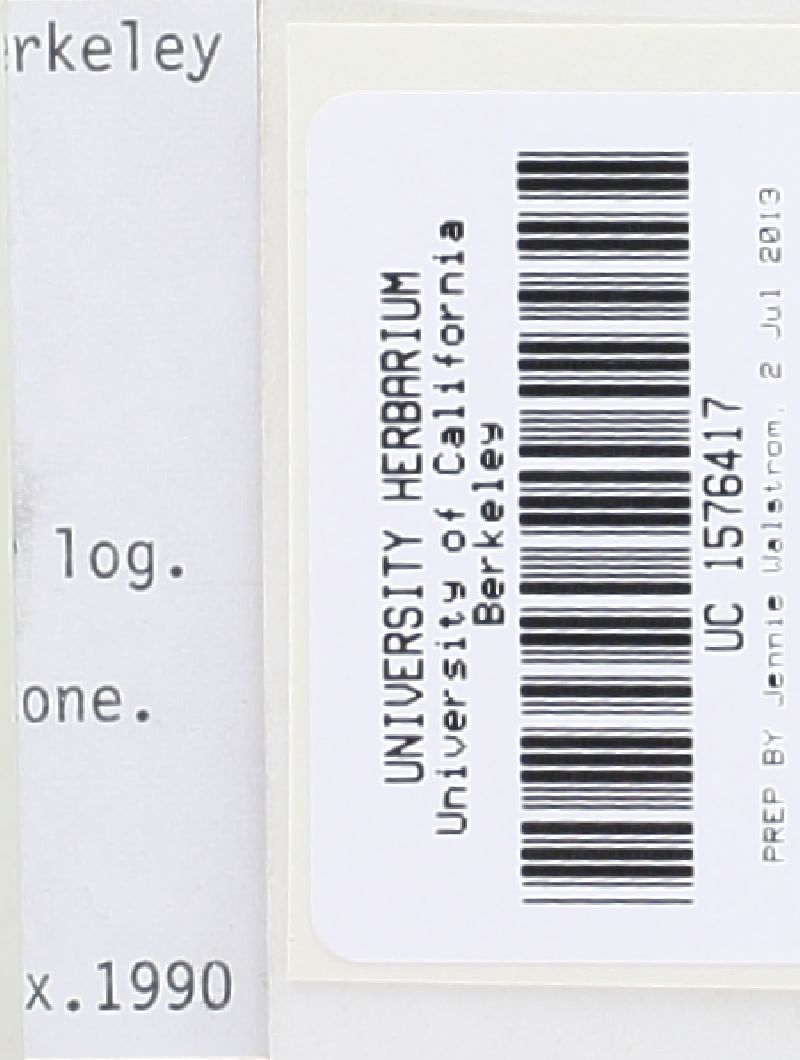 rkeley
log.
one.
x.1990
UNIVERSITY HERBARIUM
University of California
Berkeley
UC 1576417
PREP BY Jennie Walstrom, 2 Jul 2013